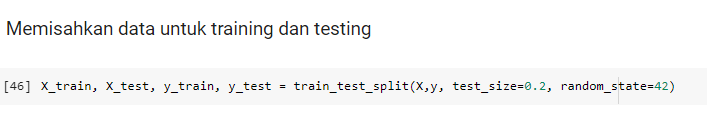 Memisahkan data untuk training dan testing
[46] X_train, X_test, y_train, y_test = train_test_split(X,y, test_size=0.2, random_state=42)